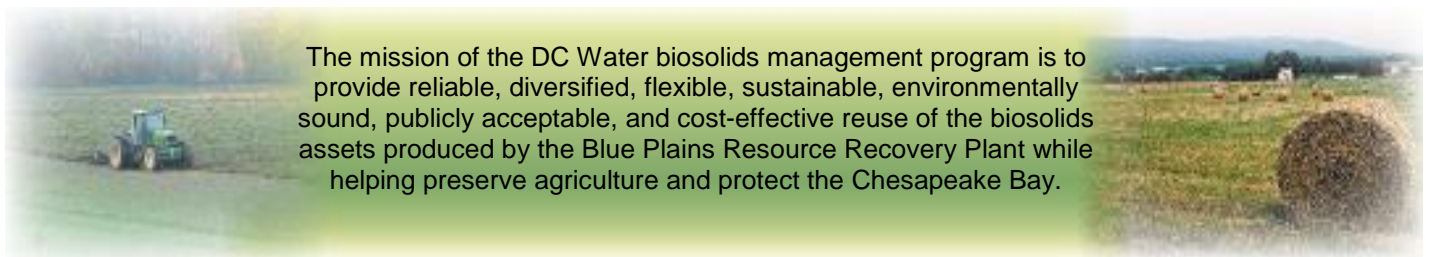 The mission of the DC Water biosolids management program is to
provide reliable, diversified, flexible, sustainable, environmentally
sound, publicly acceptable, and cost-effective reuse of the biosolids
assets produced by the Blue Plains Resource Recovery Plant while
helping preserve agriculture and protect the Chesapeake Bay.